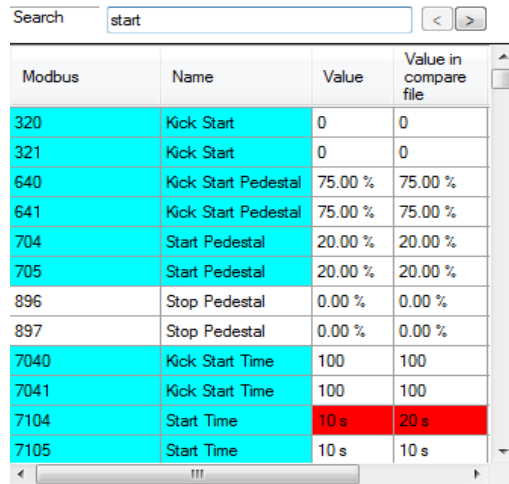 Search start < >
Modbus Name Value Value in compare file
320 Kick Start 0 0
321 Kick Start 0 0
640 Kick Start Pedestal 75.00 % 75.00 %
641 Kick Start Pedestal 75.00 % 75.00 %
704 Start Pedestal 20.00 % 20.00 %
705 Start Pedestal 20.00 % 20.00 %
896 Stop Pedestal 0.00 % 0.00 %
897 Stop Pedestal 0.00 % 0.00 %
7040 Kick Start Time 100 100
7041 Kick Start Time 100 100
7104 Start Time 10 s 20 s
7105 Start Time 10 s 10 s